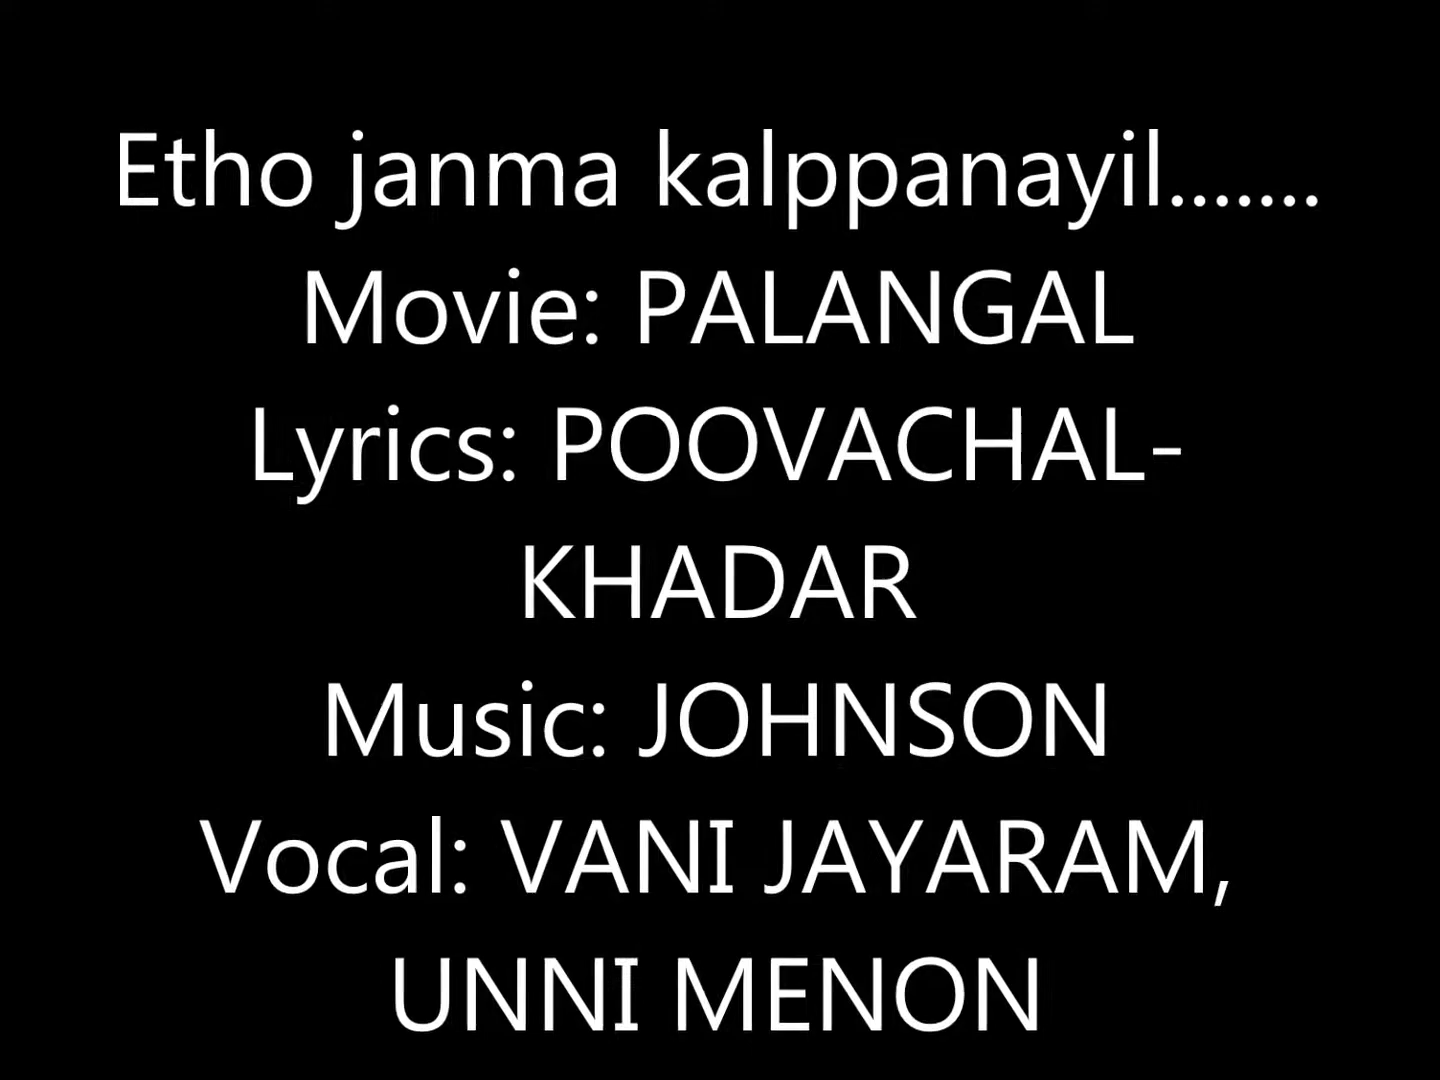 Etho janma kalppanayil.......
Movie: PALANGAL
Lyrics: POOVACHAL-
KHADAR
Music: JOHNSON
Vocal: VANI JAYARAM,
UNNI MENON